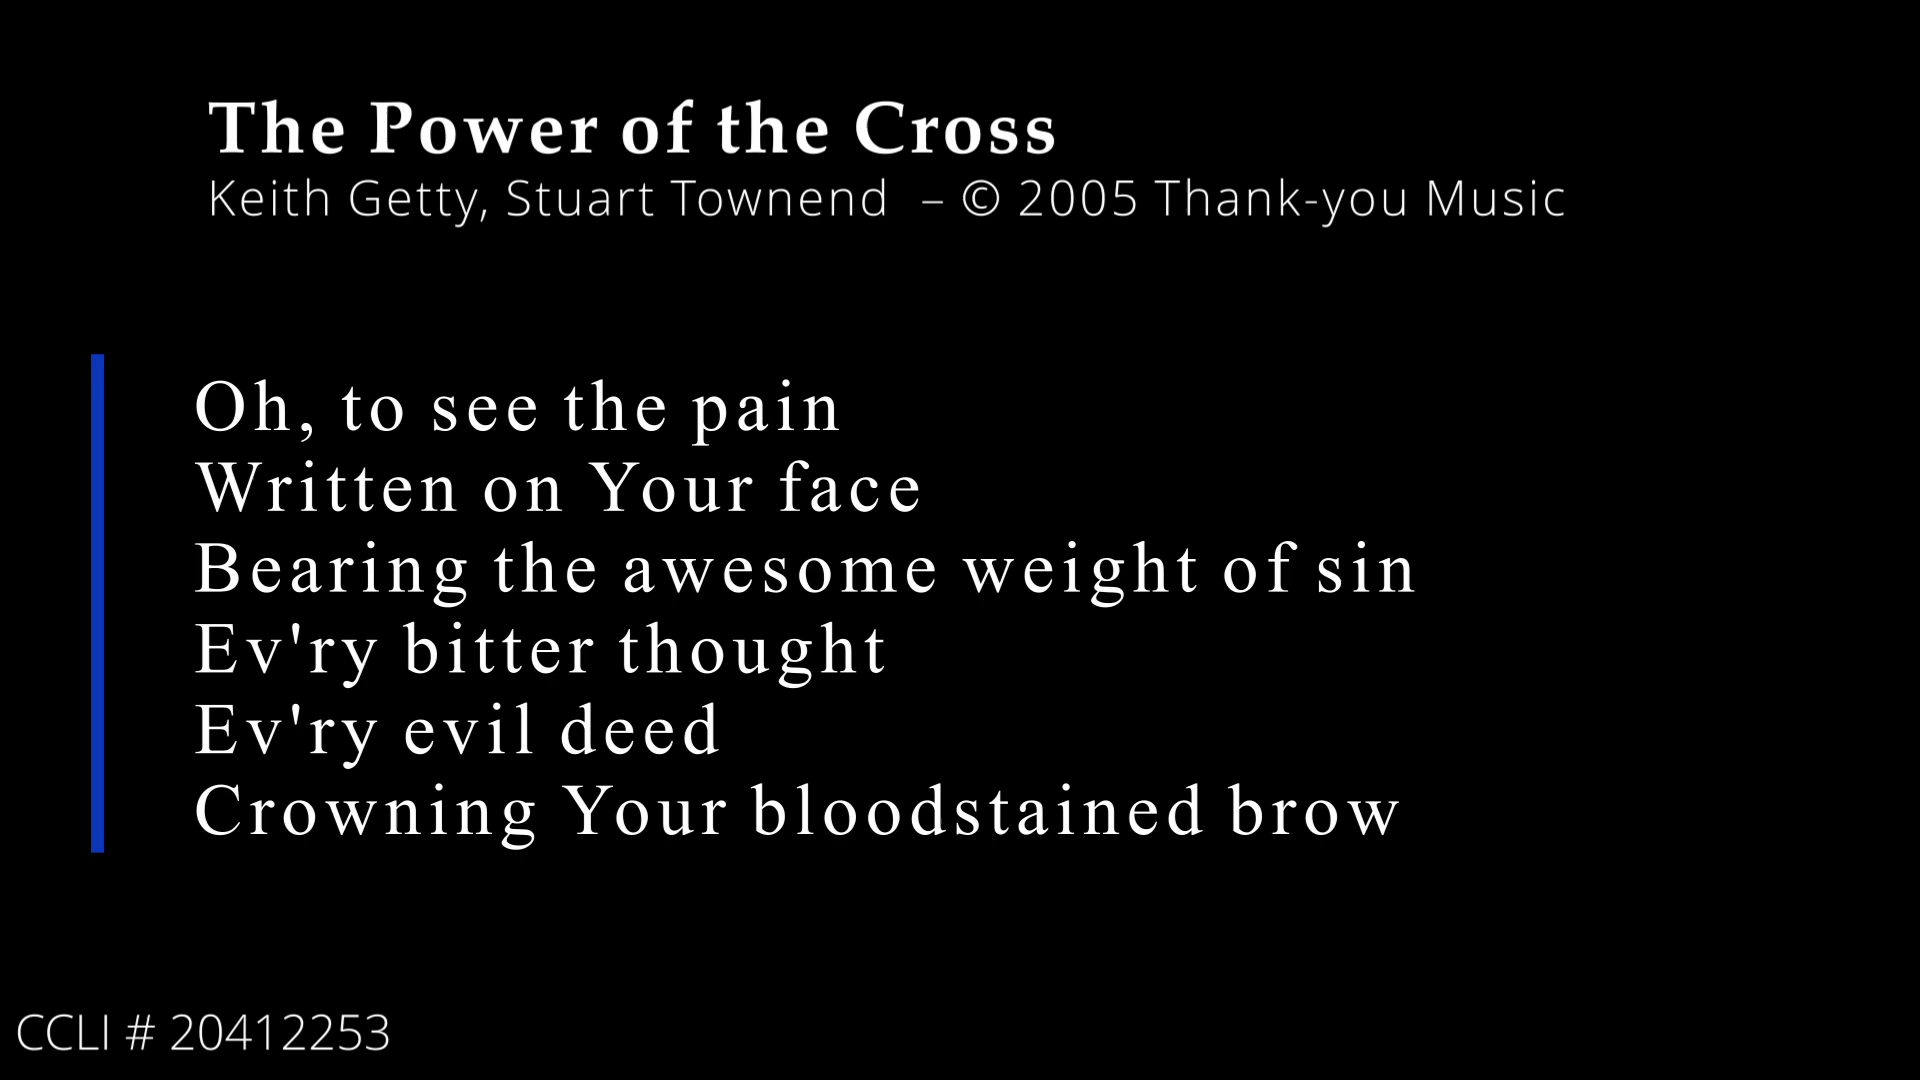 The Power of the Cross
Keith Getty, Stuart Townend – © 2005 Thank-you Music
Oh, to see the pain
Written on Your face
Bearing the awesome weight of sin
Ev'ry bitter thought
Ev'ry evil deed
Crowning Your bloodstained brow
CCLI # 20412253